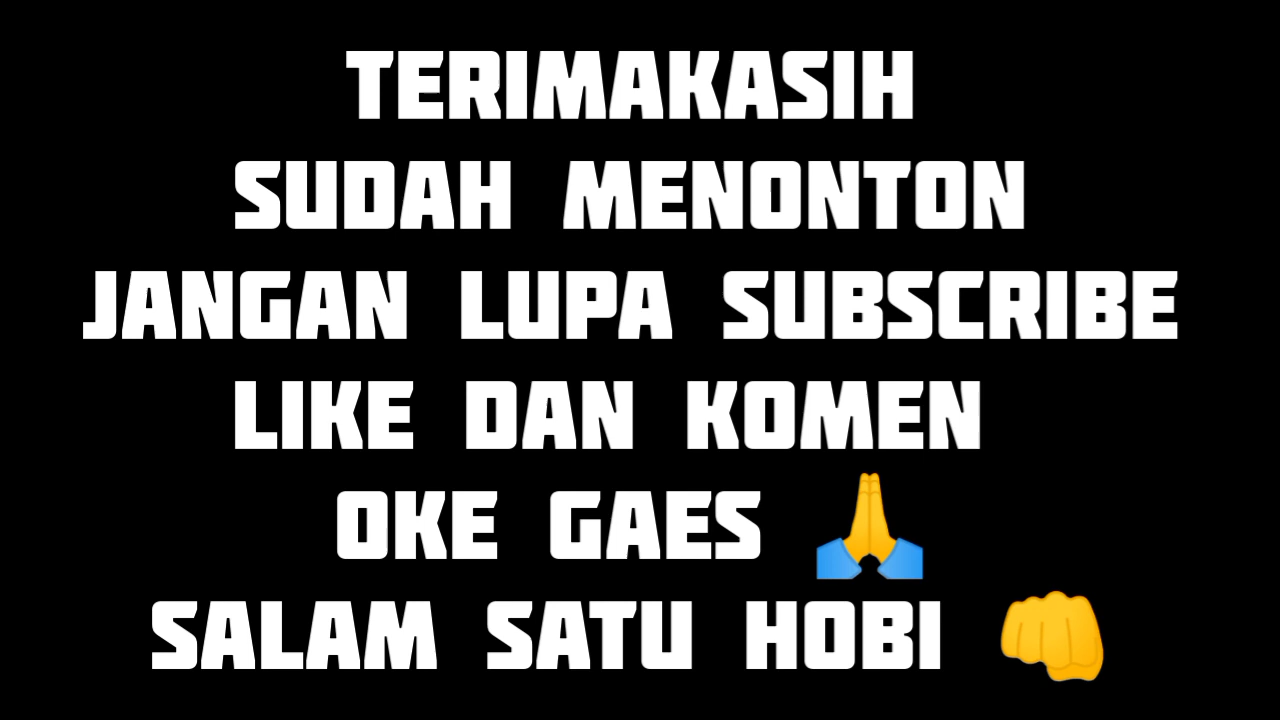 TERIMAKASIH
SUDAH MENONTON
JANGAN LUPA SUBSCRIBE
LIKE DAN KOMEN
OKE GAES 🙏
SALAM SATU HOBI 👊